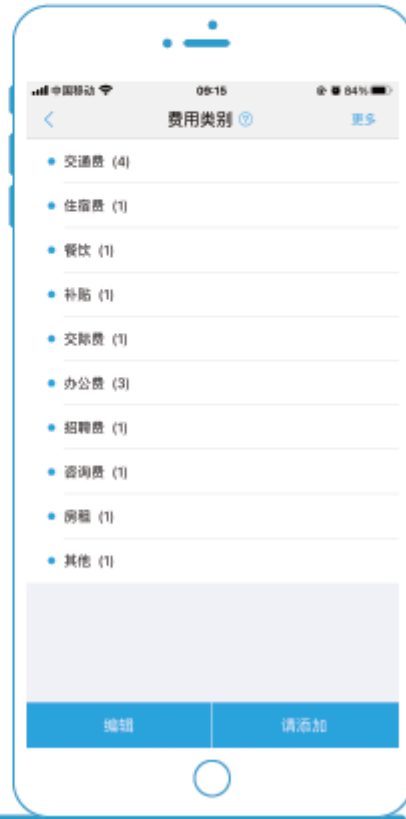 中国移动 09:15 84%
费用类别 ? 更多
交通费 (4)
住宿费 (1)
餐饮 (1)
补贴 (1)
交际费 (1)
办公费 (3)
招聘费 (1)
咨询费 (1)
房租 (1)
其他 (1)
编辑 请添加